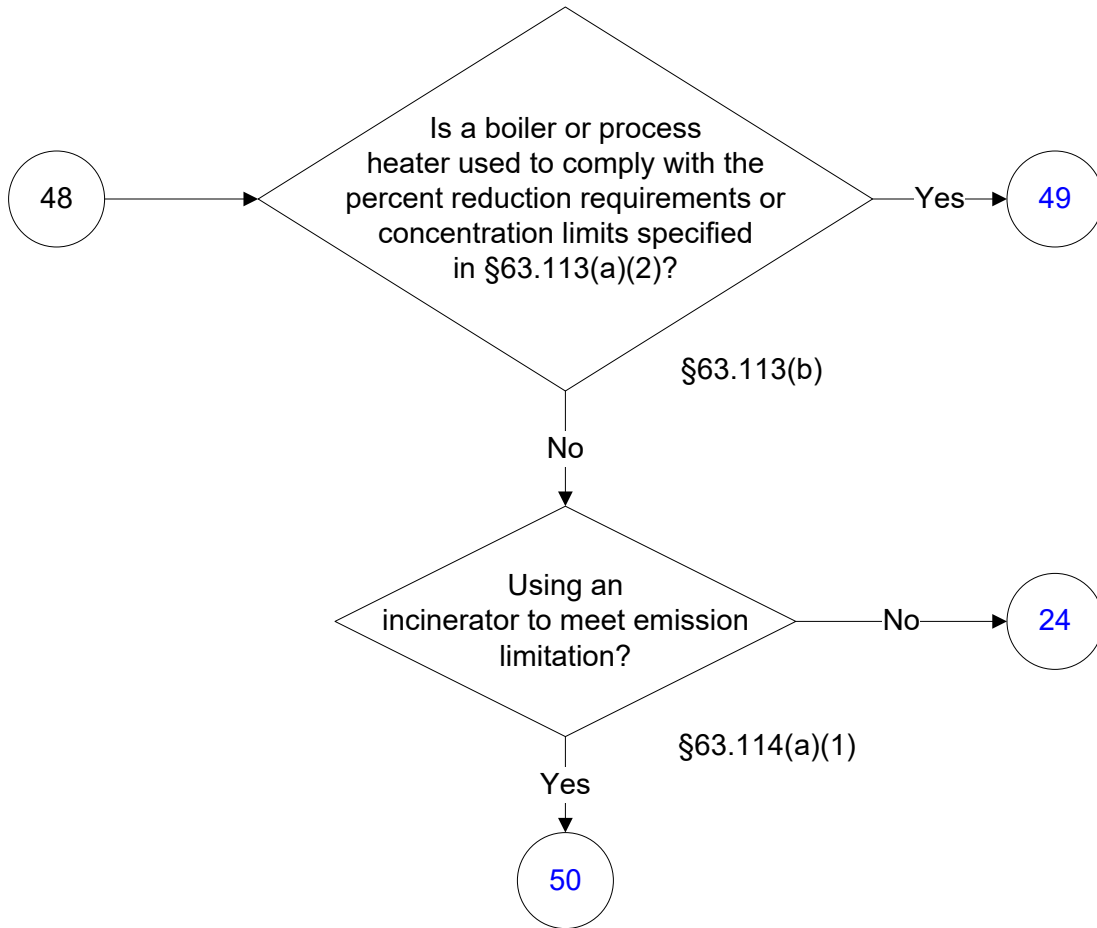 Is a boiler or process
heater used to comply with the
percent reduction requirements or
concentration limits specified
in §63.113(a)(2)?
48
Yes
49
§63.113(b)
No
Using an
incinerator to meet emission
limitation?
No
24
§63.114(a)(1)
Yes
50